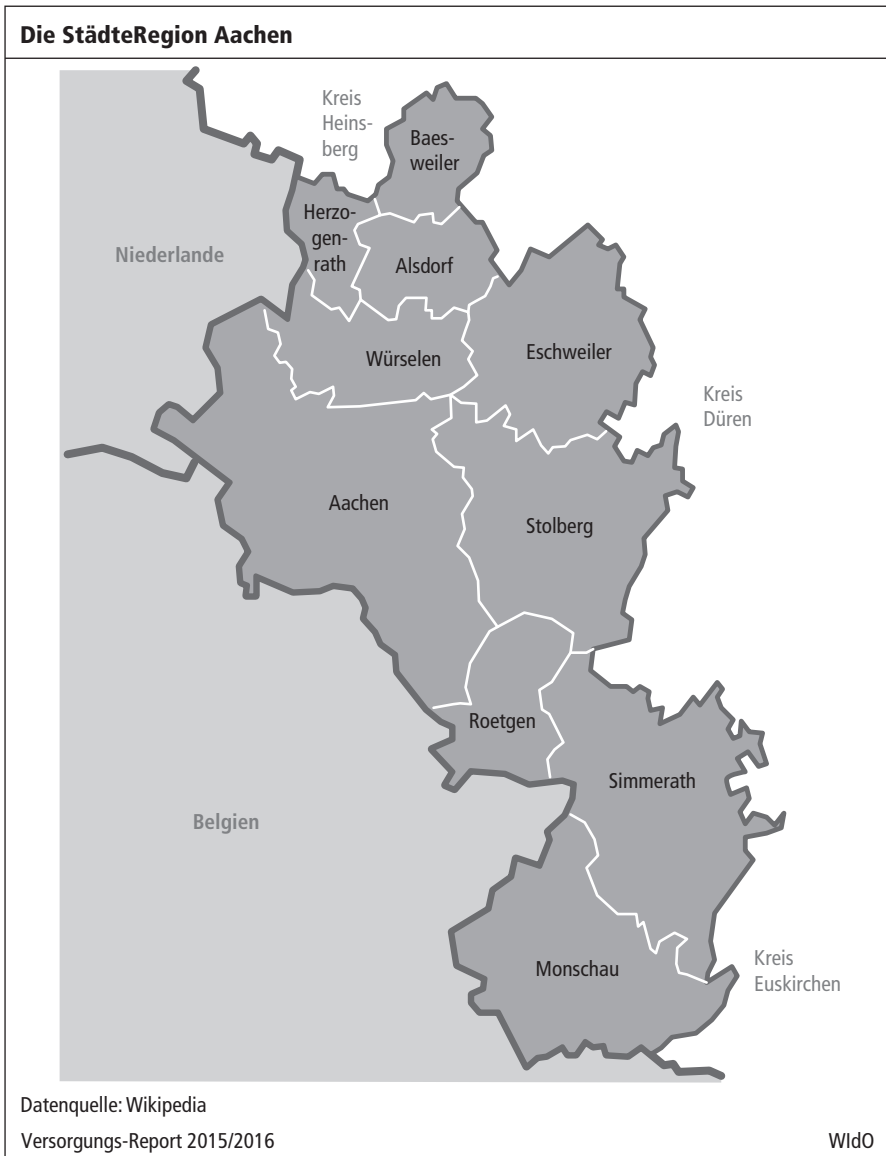 Die StädteRegion Aachen
Kreis
Heins-
berg
Baes-
weiler
Herzo-
gen-
rath
Niederlande
Alsdorf
Würselen
Eschweiler
Kreis
Düren
Aachen
Stolberg
Roetgen
Simmerath
Belgien
Monschau
Kreis
Euskirchen
Datenquelle: Wikipedia
Versorgungs-Report 2015/2016
WIdO